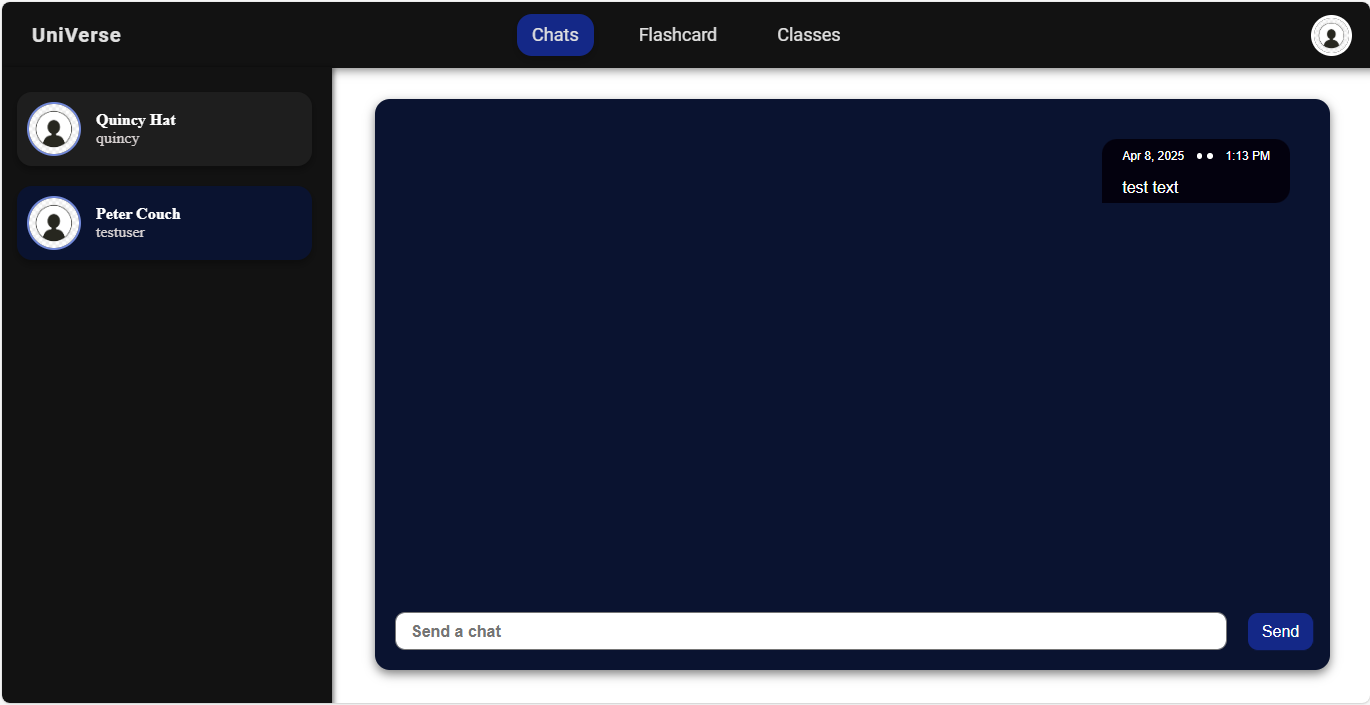 UniVerse
Chats
Flashcard
Classes
Quincy Hat
quincy
Peter Couch
testuser
Apr 8, 2025 ●● 1:13 PM
test text
Send a chat
Send